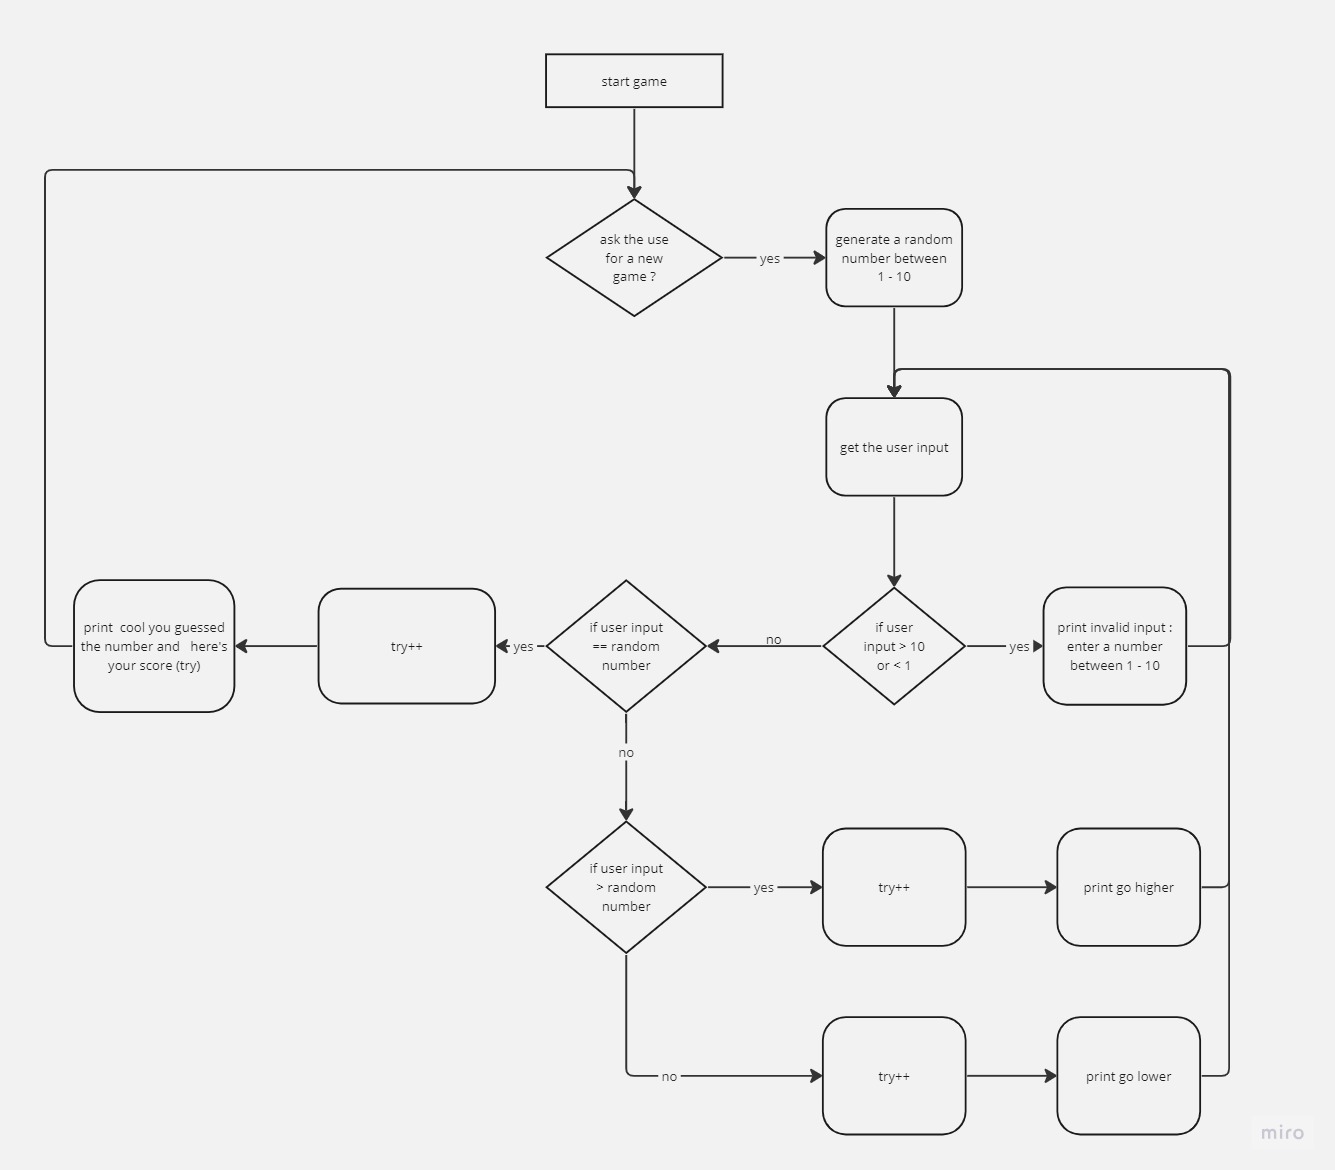 start game
ask the use
for a new
game ?
yes
generate a random
number between
1 - 10
get the user input
print  cool you guessed
the number and   here's
your score (try)
try++
yes
if user input
== random
number
no
if user
input > 10
or < 1
yes
print invalid input :
enter a number
between 1 - 10
no
if user input
> random
number
yes
try++
print go higher
no
try++
print go lower
miro